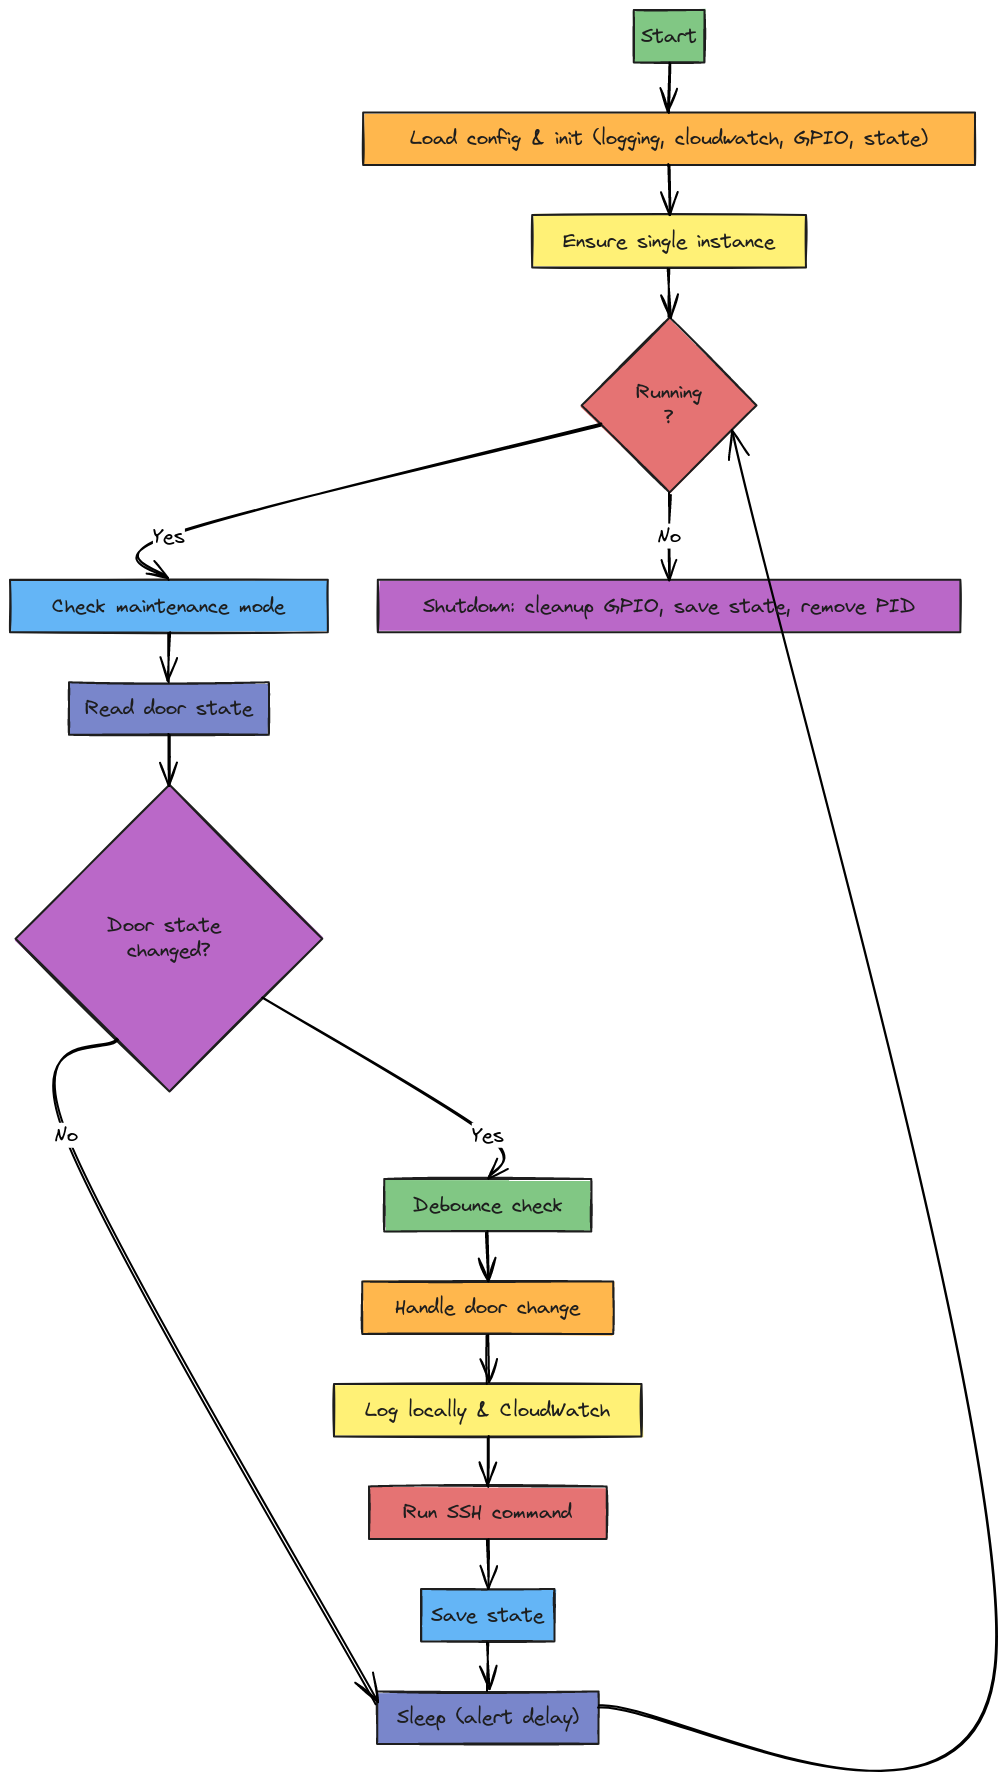 Start
Load config & init (logging, cloudwatch, GPIO, state)
Ensure single instance
Running
?
Yes
No
Check maintenance mode
Shutdown: cleanup GPIO, save state, remove PID
Read door state
Door state
changed?
No
Yes
Debounce check
Handle door change
Log locally & CloudWatch
Run SSH command
Save state
Sleep (alert delay)